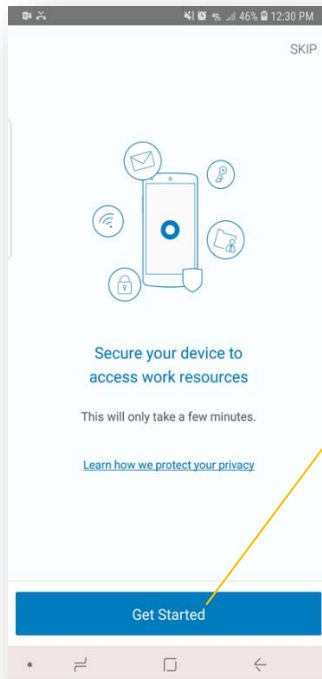 46% 12:30 PM
SKIP
Secure your device to
access work resources
This will only take a few minutes.
Learn how we protect your privacy
Get Started